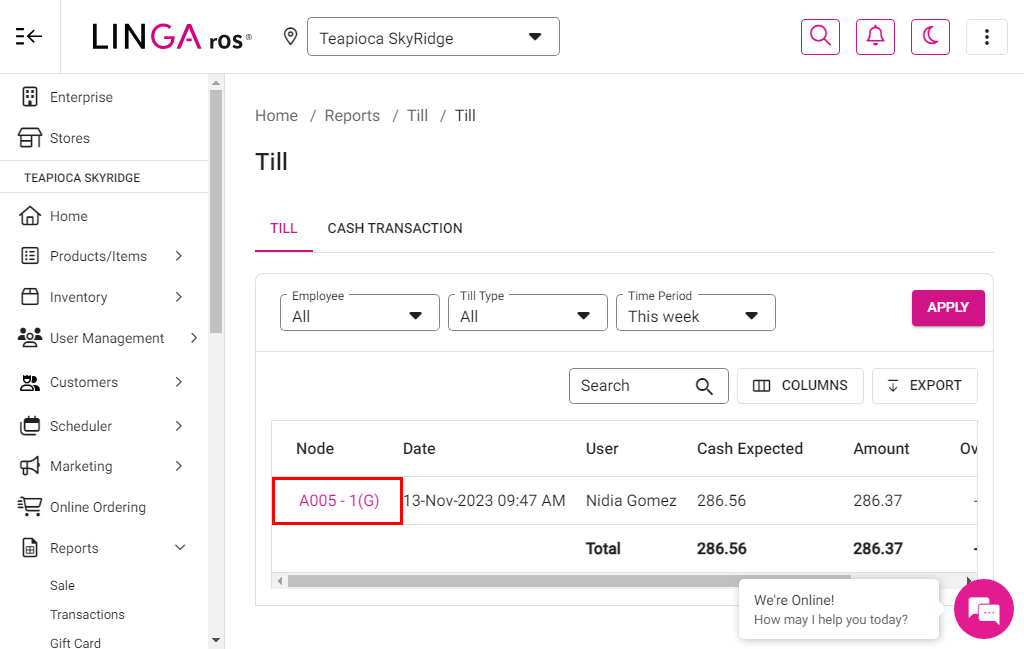 LINGA ros®
Teapioca SkyRidge
Enterprise
Stores
TEAPIOCA SKYRIDGE
Home
Products/Items
Inventory
User Management
Customers
Scheduler
Marketing
Online Ordering
Reports
Sale
Transactions
Gift Card
Home / Reports / Till / Till
Till
TILL CASH TRANSACTION
Employee Till Type Time Period
All All This week APPLY
Search COLUMNS EXPORT
Node Date User Cash Expected Amount Ov
A005 - 1(G) 13-Nov-2023 09:47 AM Nidia Gomez 286.56 286.37 -
Total 286.56 286.37 -
We're Online!
How may I help you today?